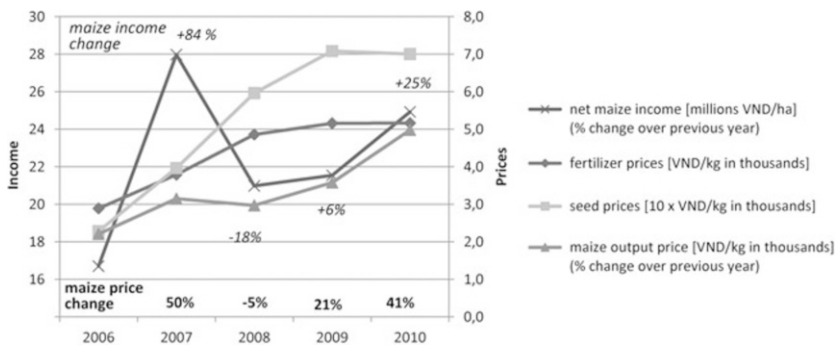 30
28
26
24
22
20
18
16
Income
maize income
change
+84 %
-18%
+6%
+25%
maize price
change
50%
-5%
21%
41%
2006
2007
2008
2009
2010
8,0
7,0
6,0
5,0
4,0
3,0
2,0
1,0
0,0
Prices
net maize income [millions VND/ha]
(% change over previous year)
fertilizer prices [VND/kg in thousands]
seed prices [10 x VND/kg in thousands]
maize output price [VND/kg in thousands]
(% change over previous year)